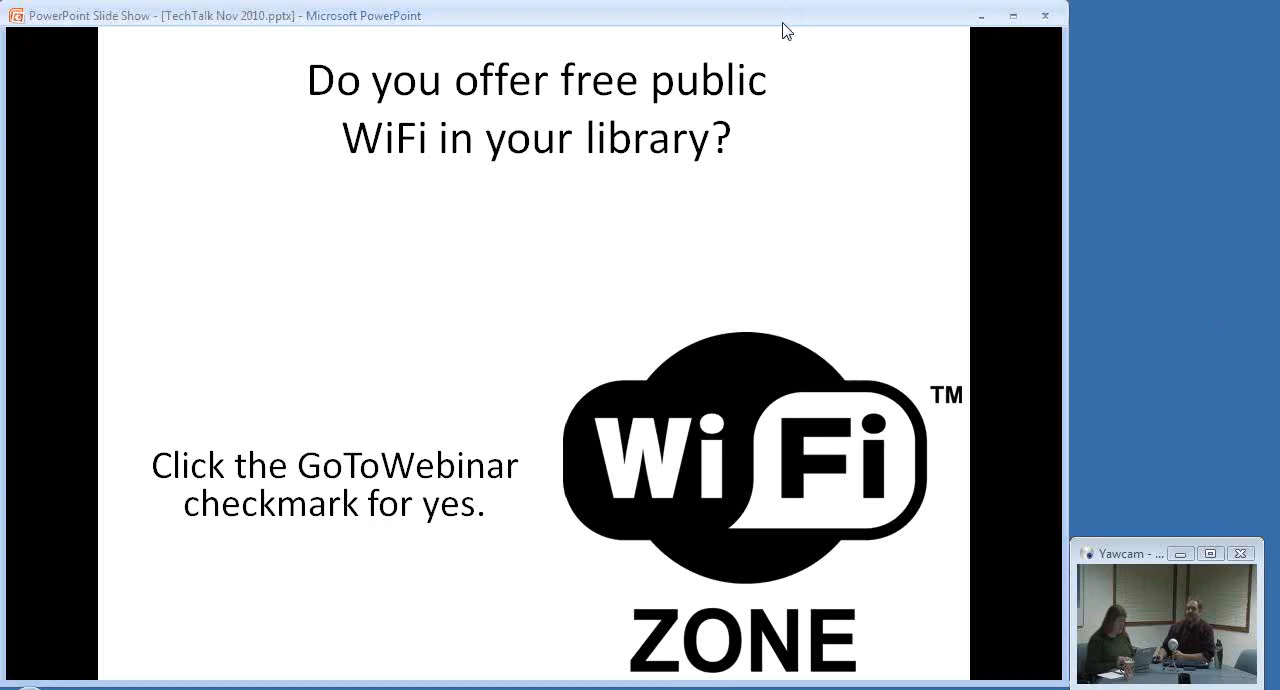 PowerPoint Slide Show - [TechTalk Nov 2010.pptx] - Microsoft PowerPoint
Do you offer free public
WiFi in your library?
Click the GoToWebinar
checkmark for yes.
Wi Fi TM
ZONE
Yawcam - ...